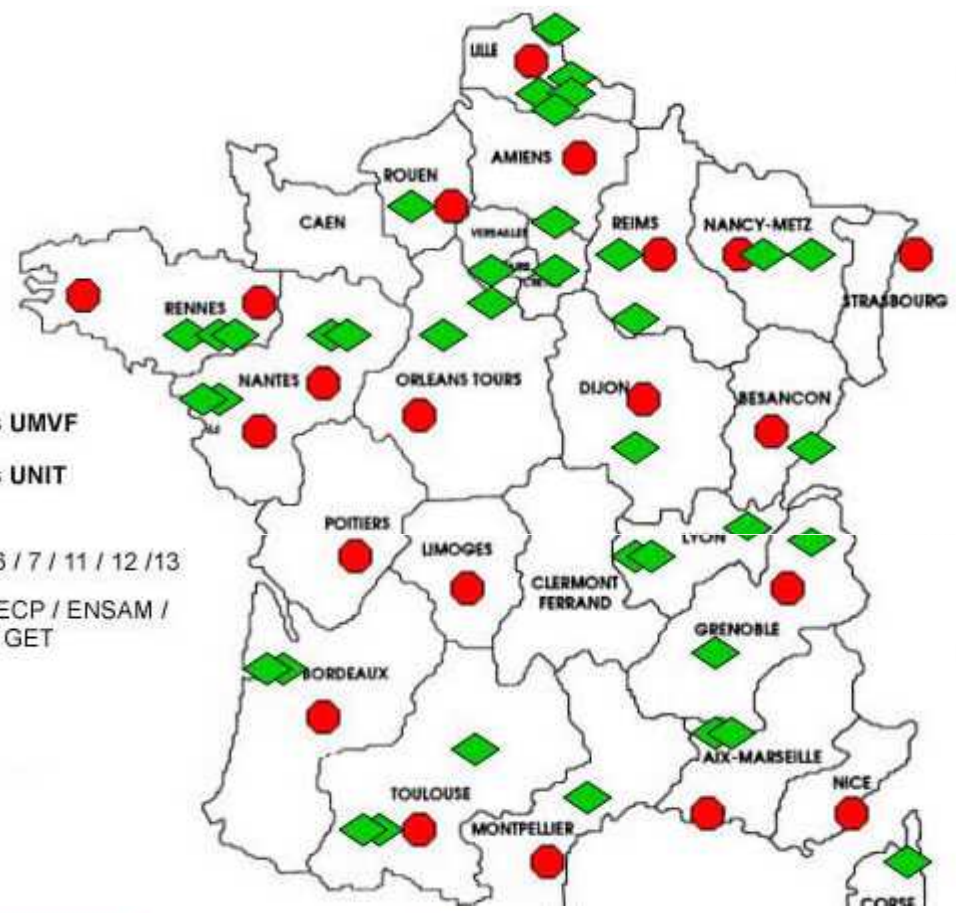 LILLE
AMIENS
ROUEN
CAEN
VERSAILLES
REIMS
NANCY-METZ
STRASBOURG
RENNES
NANTES
ORLEANS TOURS
DIJON
BESANCON
UMVF
UNIT
6 / 7 / 11 / 12 /13
ECP / ENSAM /
GET
POITIERS
LIMOGES
CLERMONT
FERRAND
LYON
GRENOBLE
BORDEAUX
AIX-MARSEILLE
NICE
TOULOUSE
MONTPELLIER
CORSE